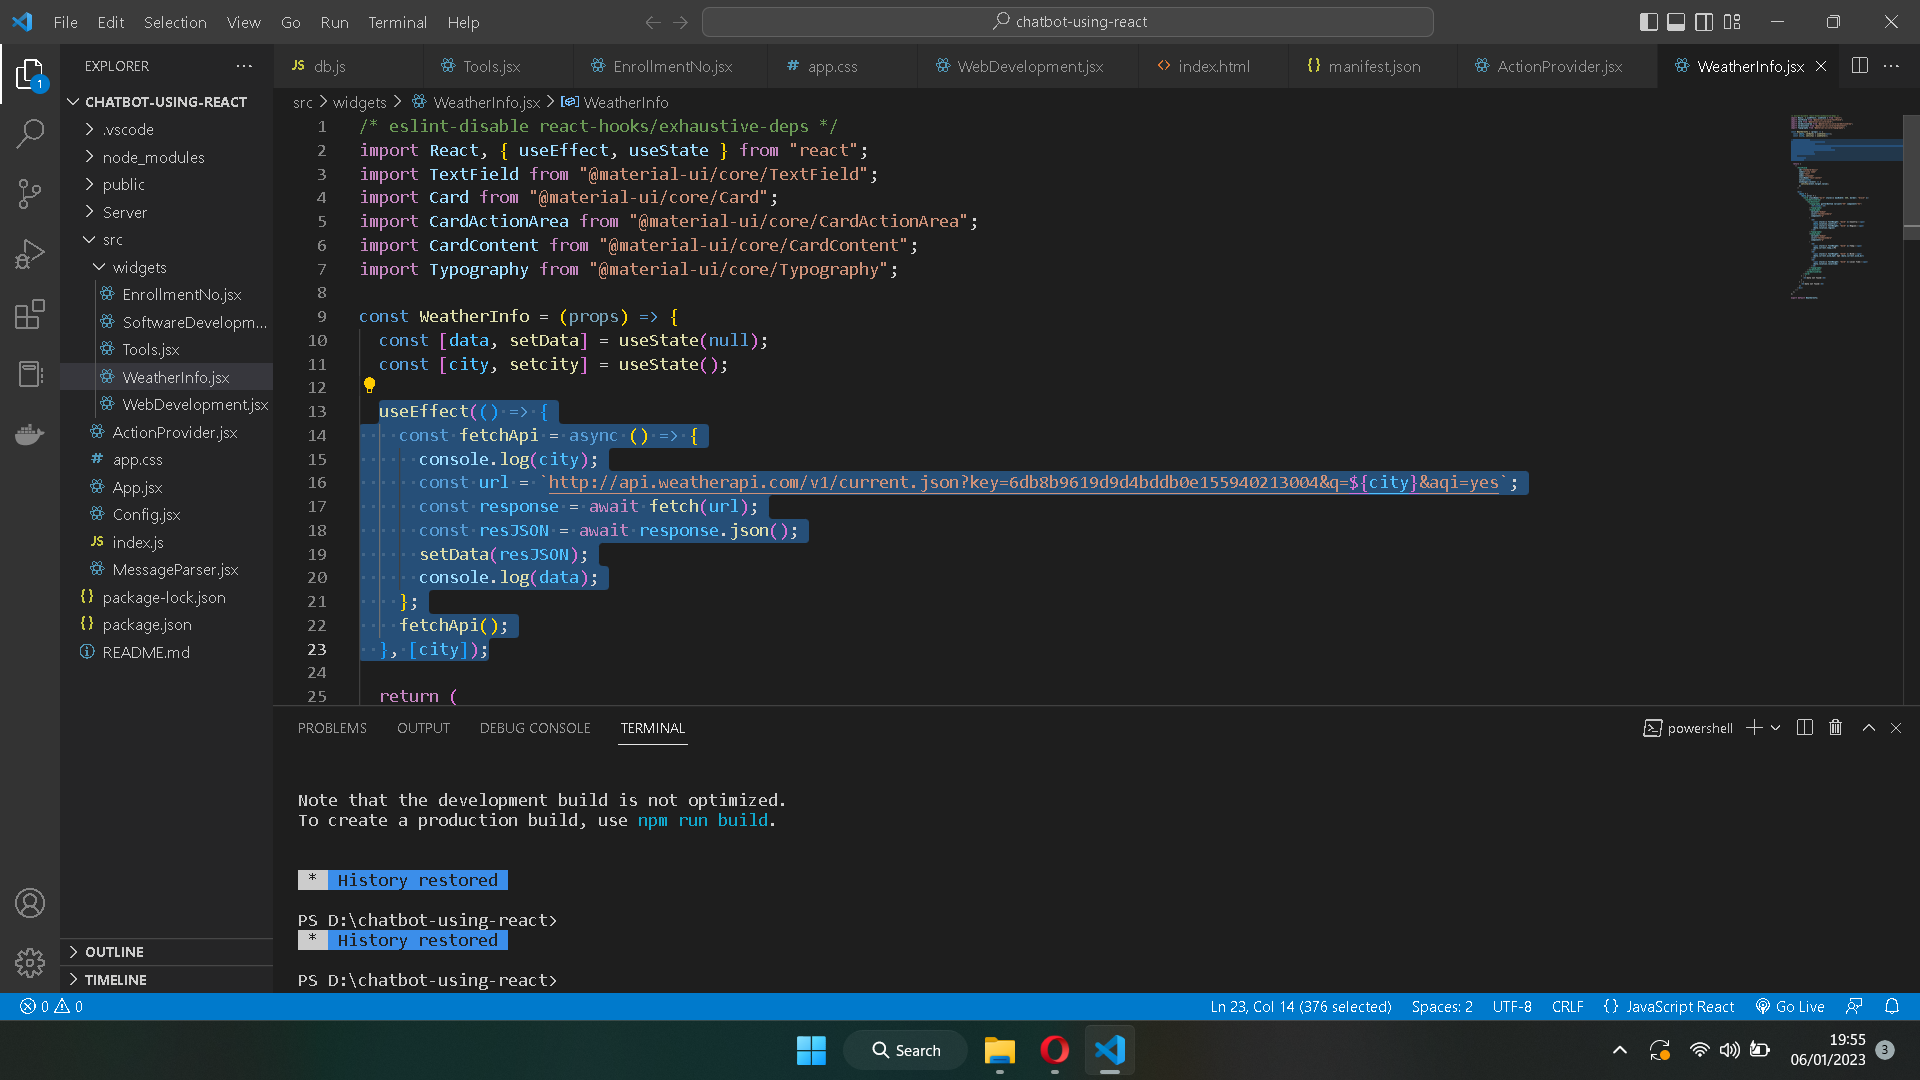 File Edit Selection View Go Run Terminal Help
chatbot-using-react
EXPLORER
1
JS db.js
Tools.jsx
EnrollmentNo.jsx
# app.css
WebDevelopment.jsx
<> index.html
{} manifest.json
ActionProvider.jsx
WeatherInfo.jsx
CHATBOT-USING-REACT
.vscode
node_modules
public
Server
src
widgets
EnrollmentNo.jsx
SoftwareDevelopm...
Tools.jsx
WeatherInfo.jsx
WebDevelopment.jsx
ActionProvider.jsx
# app.css
App.jsx
Config.jsx
JS index.js
MessageParser.jsx
{} package-lock.json
{} package.json
README.md
OUTLINE
TIMELINE
src > widgets > WeatherInfo.jsx > WeatherInfo
1 /* eslint-disable react-hooks/exhaustive-deps */
2 import React, { useEffect, useState } from "react";
3 import TextField from "@material-ui/core/TextField";
4 import Card from "@material-ui/core/Card";
5 import CardActionArea from "@material-ui/core/CardActionArea";
6 import CardContent from "@material-ui/core/CardContent";
7 import Typography from "@material-ui/core/Typography";
8
9 const WeatherInfo = (props) => {
10 const [data, setData] = useState(null);
11 const [city, setcity] = useState();
12
13 useEffect(() => {
14 const fetchApi = async () => {
15 console.log(city);
16 const url = `http://api.weatherapi.com/v1/current.json?key=6db8b9619d9d4bddb0e155940213004&q=${city}&aqi=yes`;
17 const response = await fetch(url);
18 const resJSON = await response.json();
19 setData(resJSON);
20 console.log(data);
21 };
22 fetchApi();
23 }, [city]);
24
25 return (
PROBLEMS OUTPUT DEBUG CONSOLE TERMINAL
powershell
Note that the development build is not optimized.
To create a production build, use npm run build.
* History restored
PS D:\chatbot-using-react>
* History restored
PS D:\chatbot-using-react>
0 0
Ln 23, Col 14 (376 selected) Spaces: 2 UTF-8 CRLF {} JavaScript React Go Live
Search
19:55
06/01/2023
3